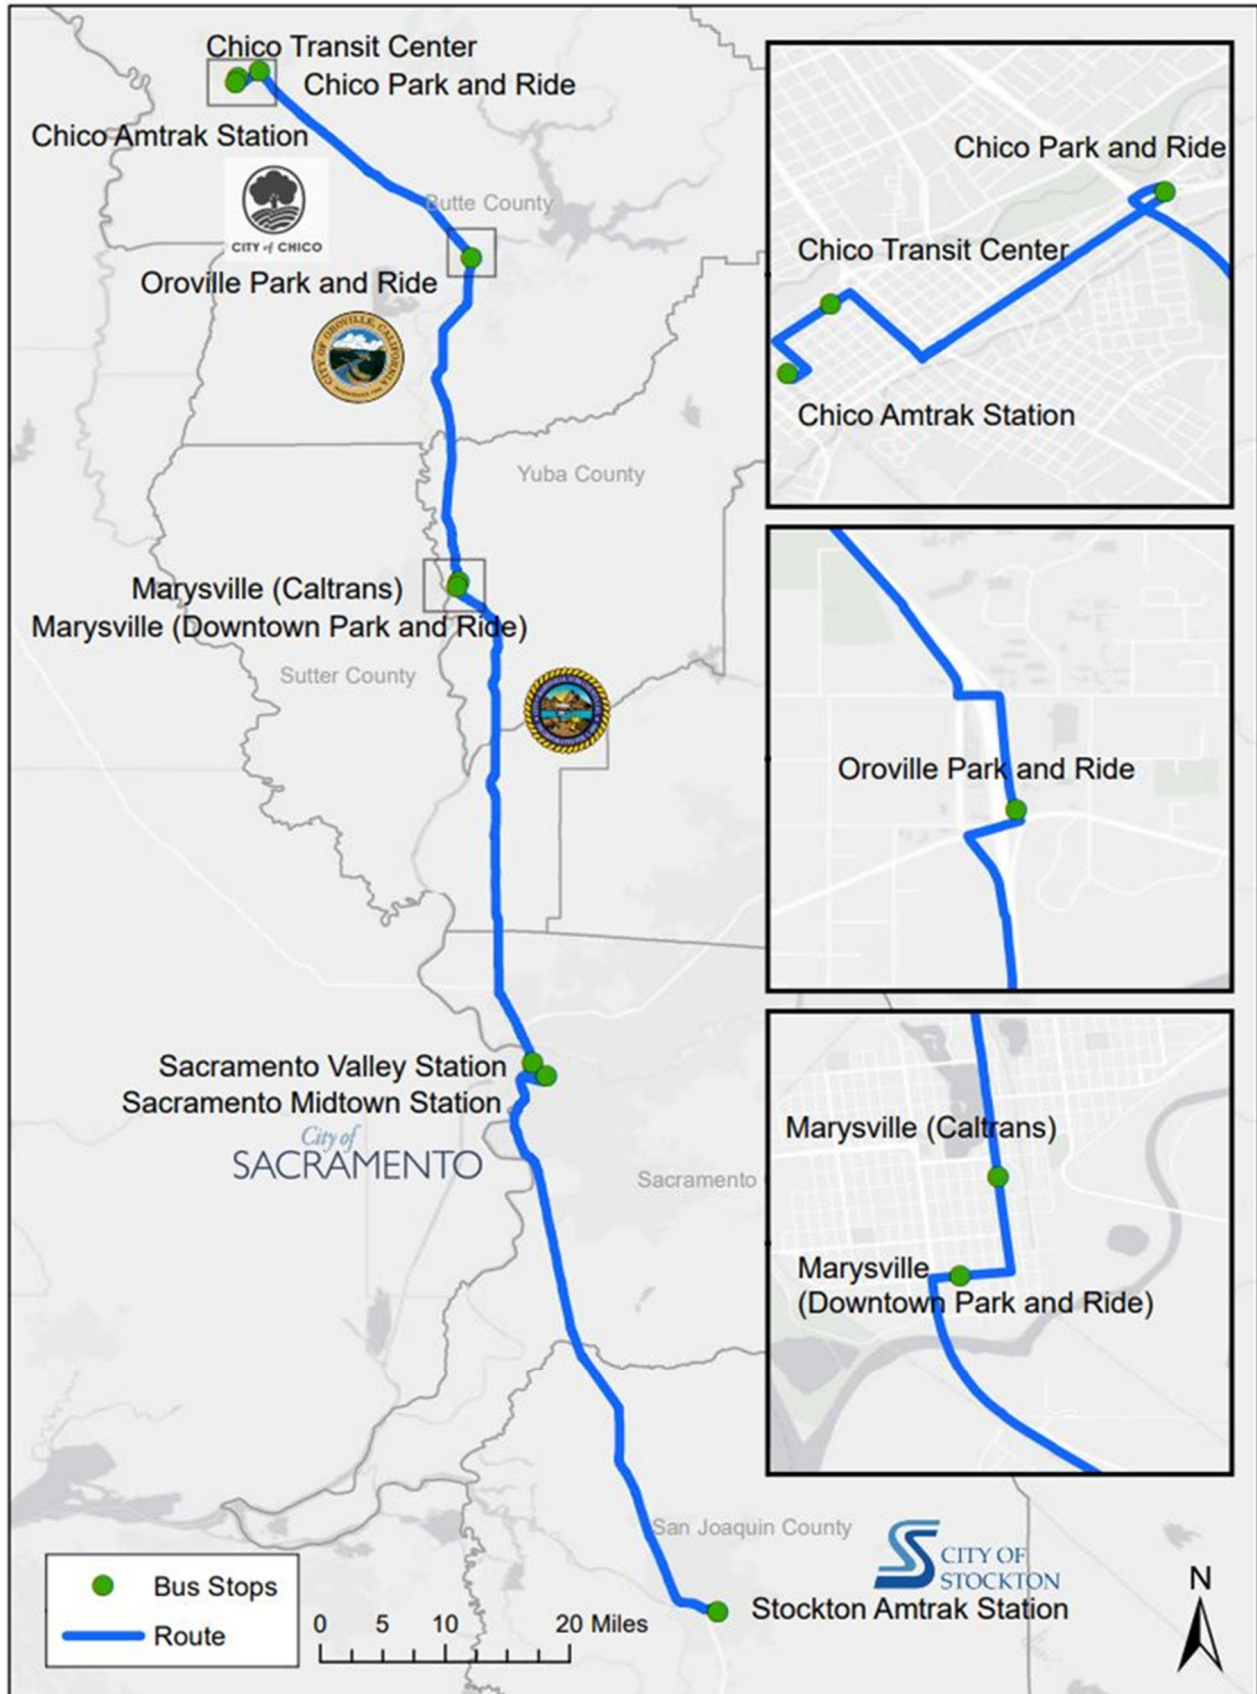 Chico Transit Center
Chico Park and Ride
Chico Amtrak Station
CITY of CHICO
Butte County
Oroville Park and Ride
CITY OF OROVILLE, CALIFORNIA
Yuba County
Marysville (Caltrans)
Marysville (Downtown Park and Ride)
Sutter County
Sacramento Valley Station
Sacramento Midtown Station
City of
SACRAMENTO
Sacramento
San Joaquin County
CITY OF
STOCKTON
Stockton Amtrak Station
Bus Stops
Route
0 5 10 20 Miles
N
Chico Park and Ride
Chico Transit Center
Chico Amtrak Station
Oroville Park and Ride
Marysville (Caltrans)
Marysville
(Downtown Park and Ride)